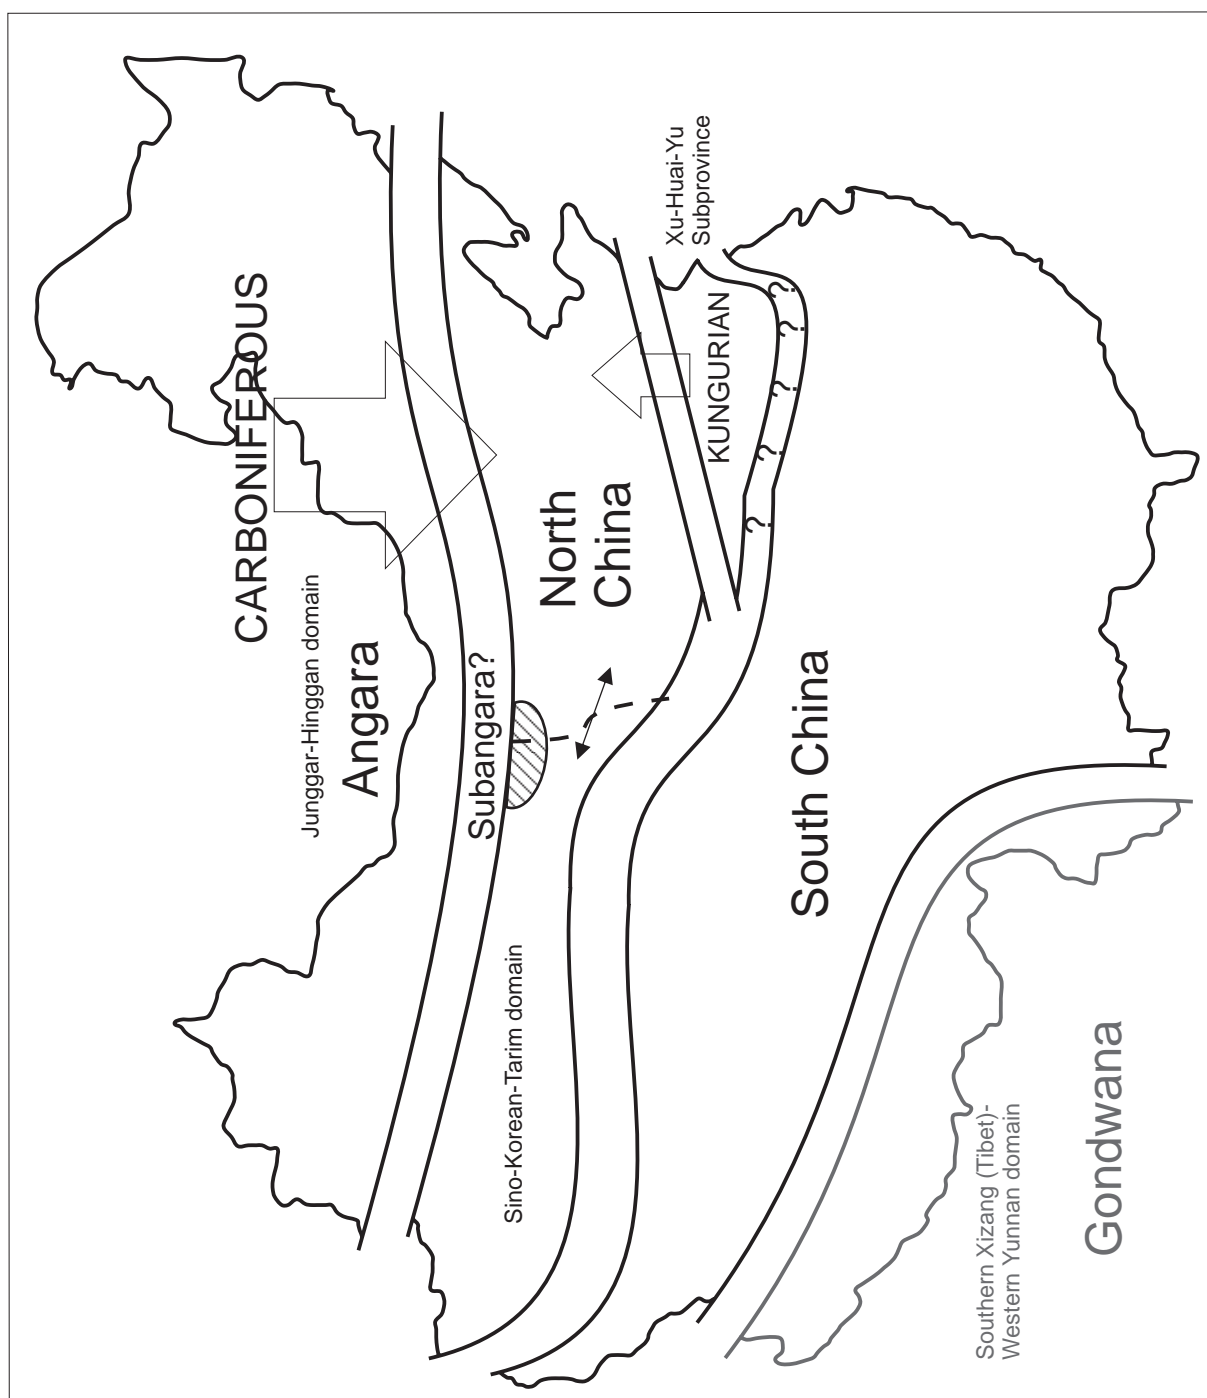 CARBONIFEROUS
Junggar-Hinggan domain
Angara
Subangara?
Sino-Korean-Tarim domain
North
China
Xu-Huai-Yu
Subprovince
KUNGURIAN
?
?
?
?
?
South China
Southern Xizang (Tibet)-
Western Yunnan domain
Gondwana